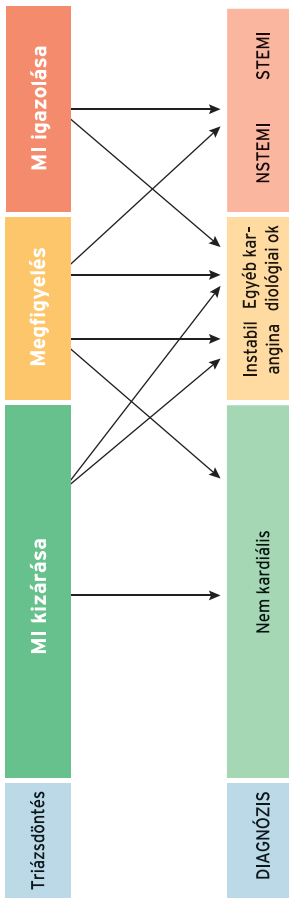 Triázsdöntés
MI kizárása
Megfigyelés
MI igazolása
DIAGNÓZIS
Nem kardiális
Instabil
angina
Egyéb kar-
diológiai ok
NSTEMI
STEMI